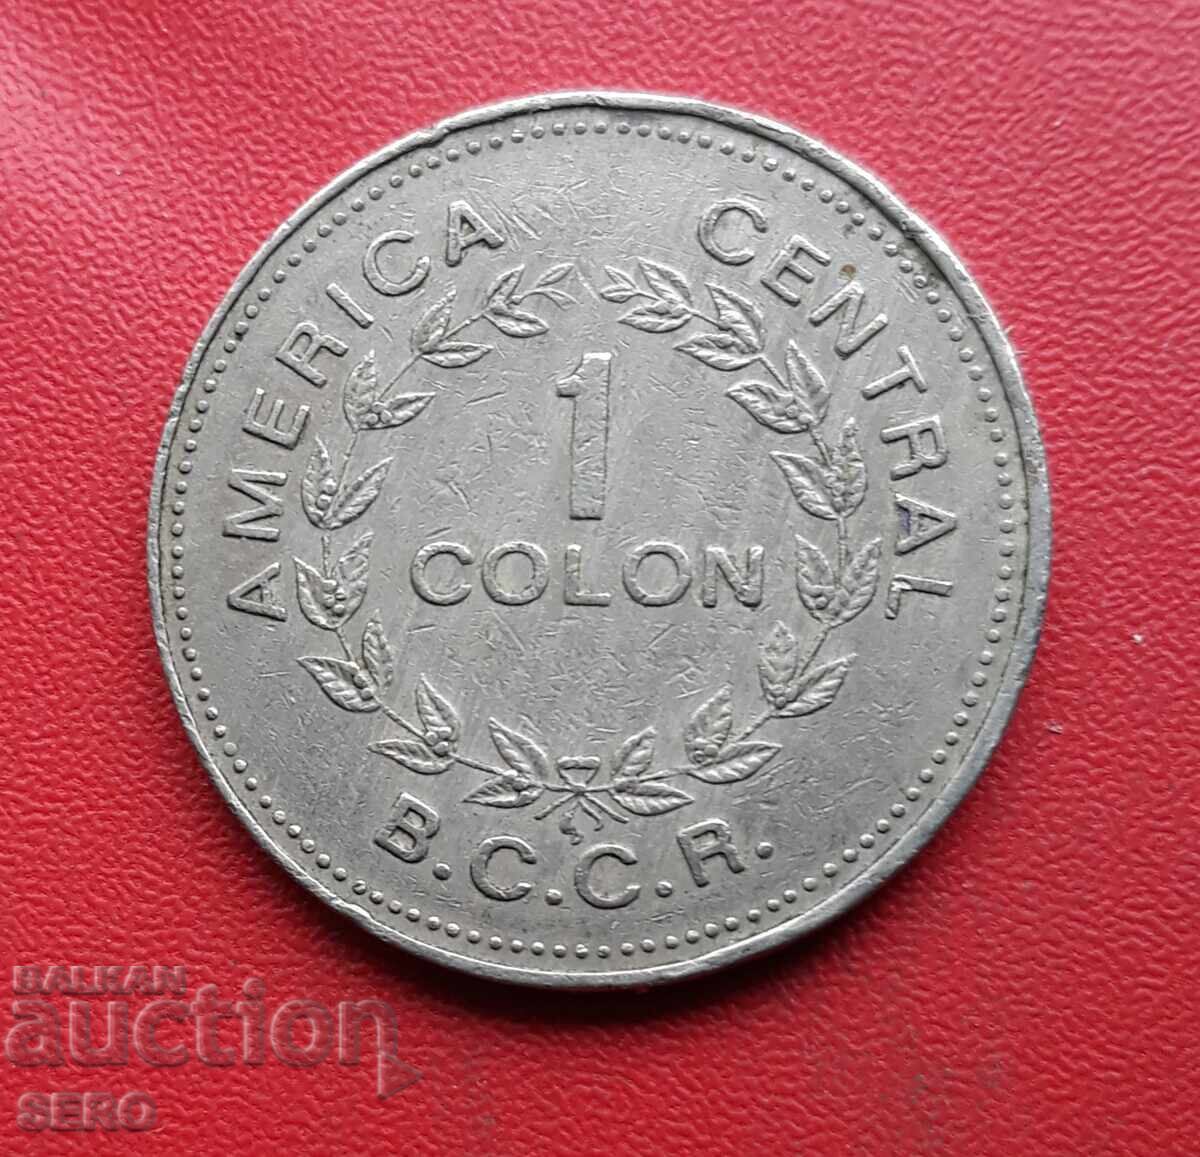 AMERICA CENTRAL
1
COLON
B.C.C.R.
BALKAN
auction
SERO